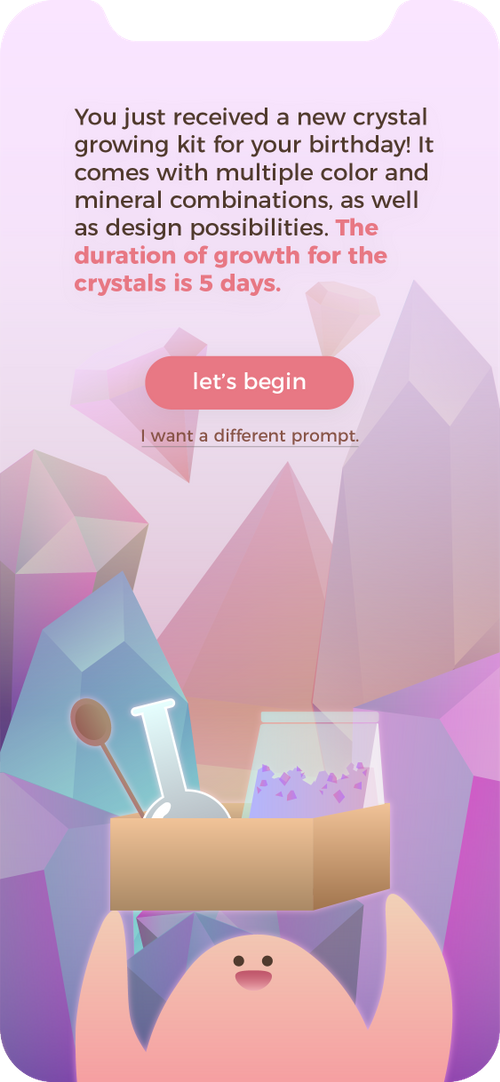 You just received a new crystal
growing kit for your birthday! It
comes with multiple color and
mineral combinations, as well
as design possibilities. The
duration of growth for the
crystals is 5 days.
let’s begin
I want a different prompt.